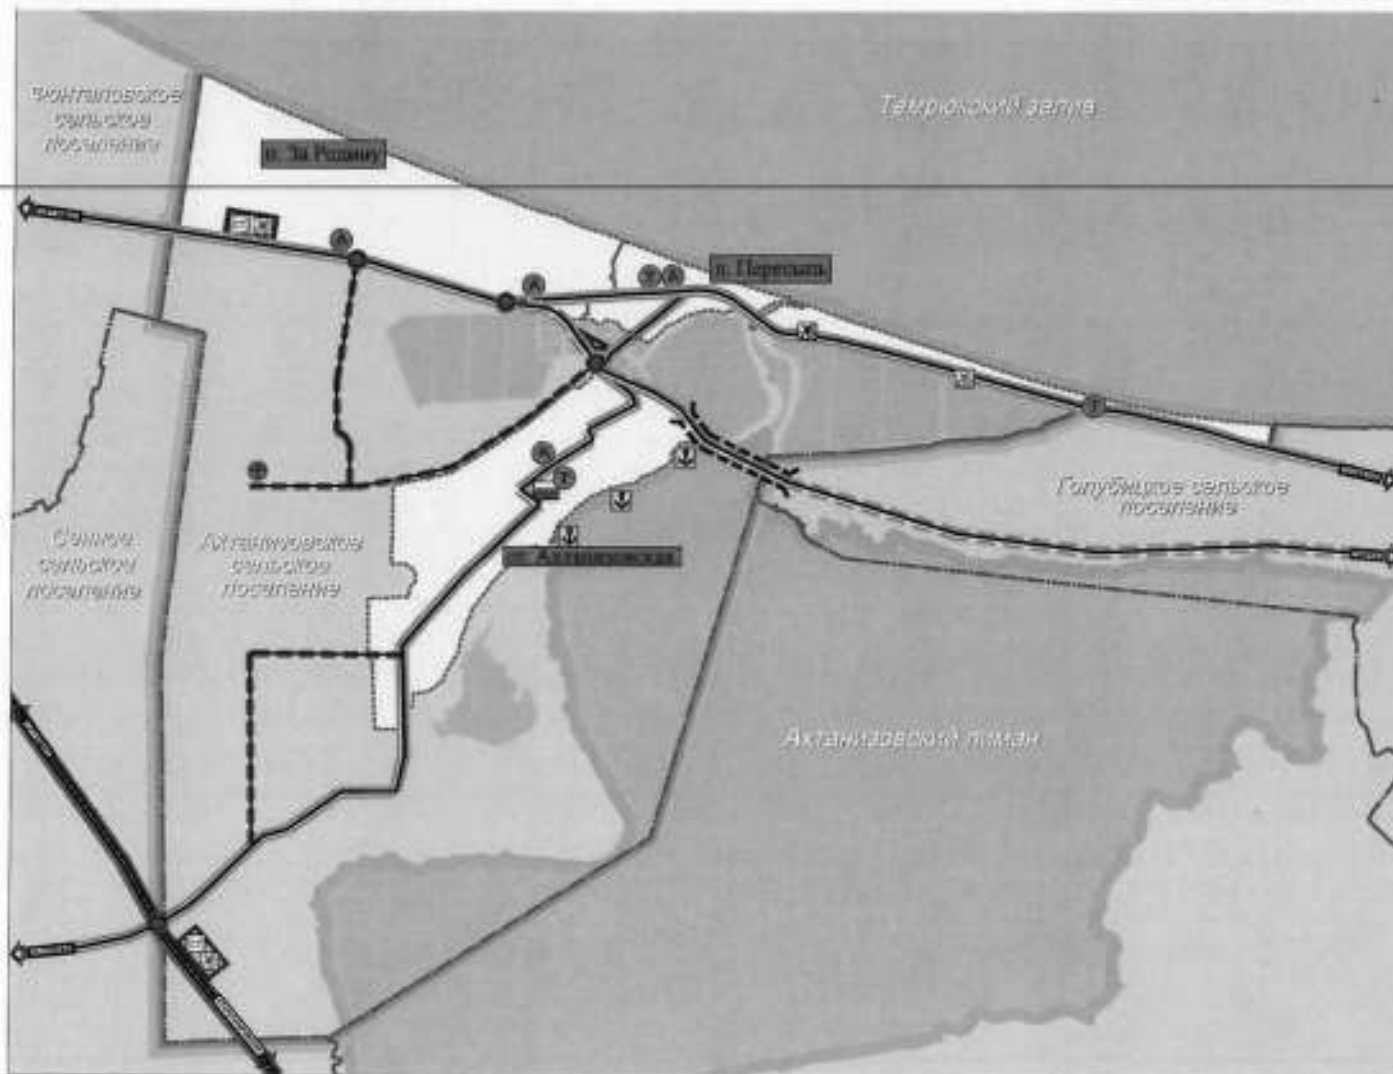 Фонталовское
сельское
поселение
Темрюкский залив
п. За Родину
п. Пересыпь
Голубицкое сельское
поселение
Сенное
сельское
поселение
Ахтанизовское
сельское
поселение
ст. Ахтанизовская
Ахтанизовский лиман